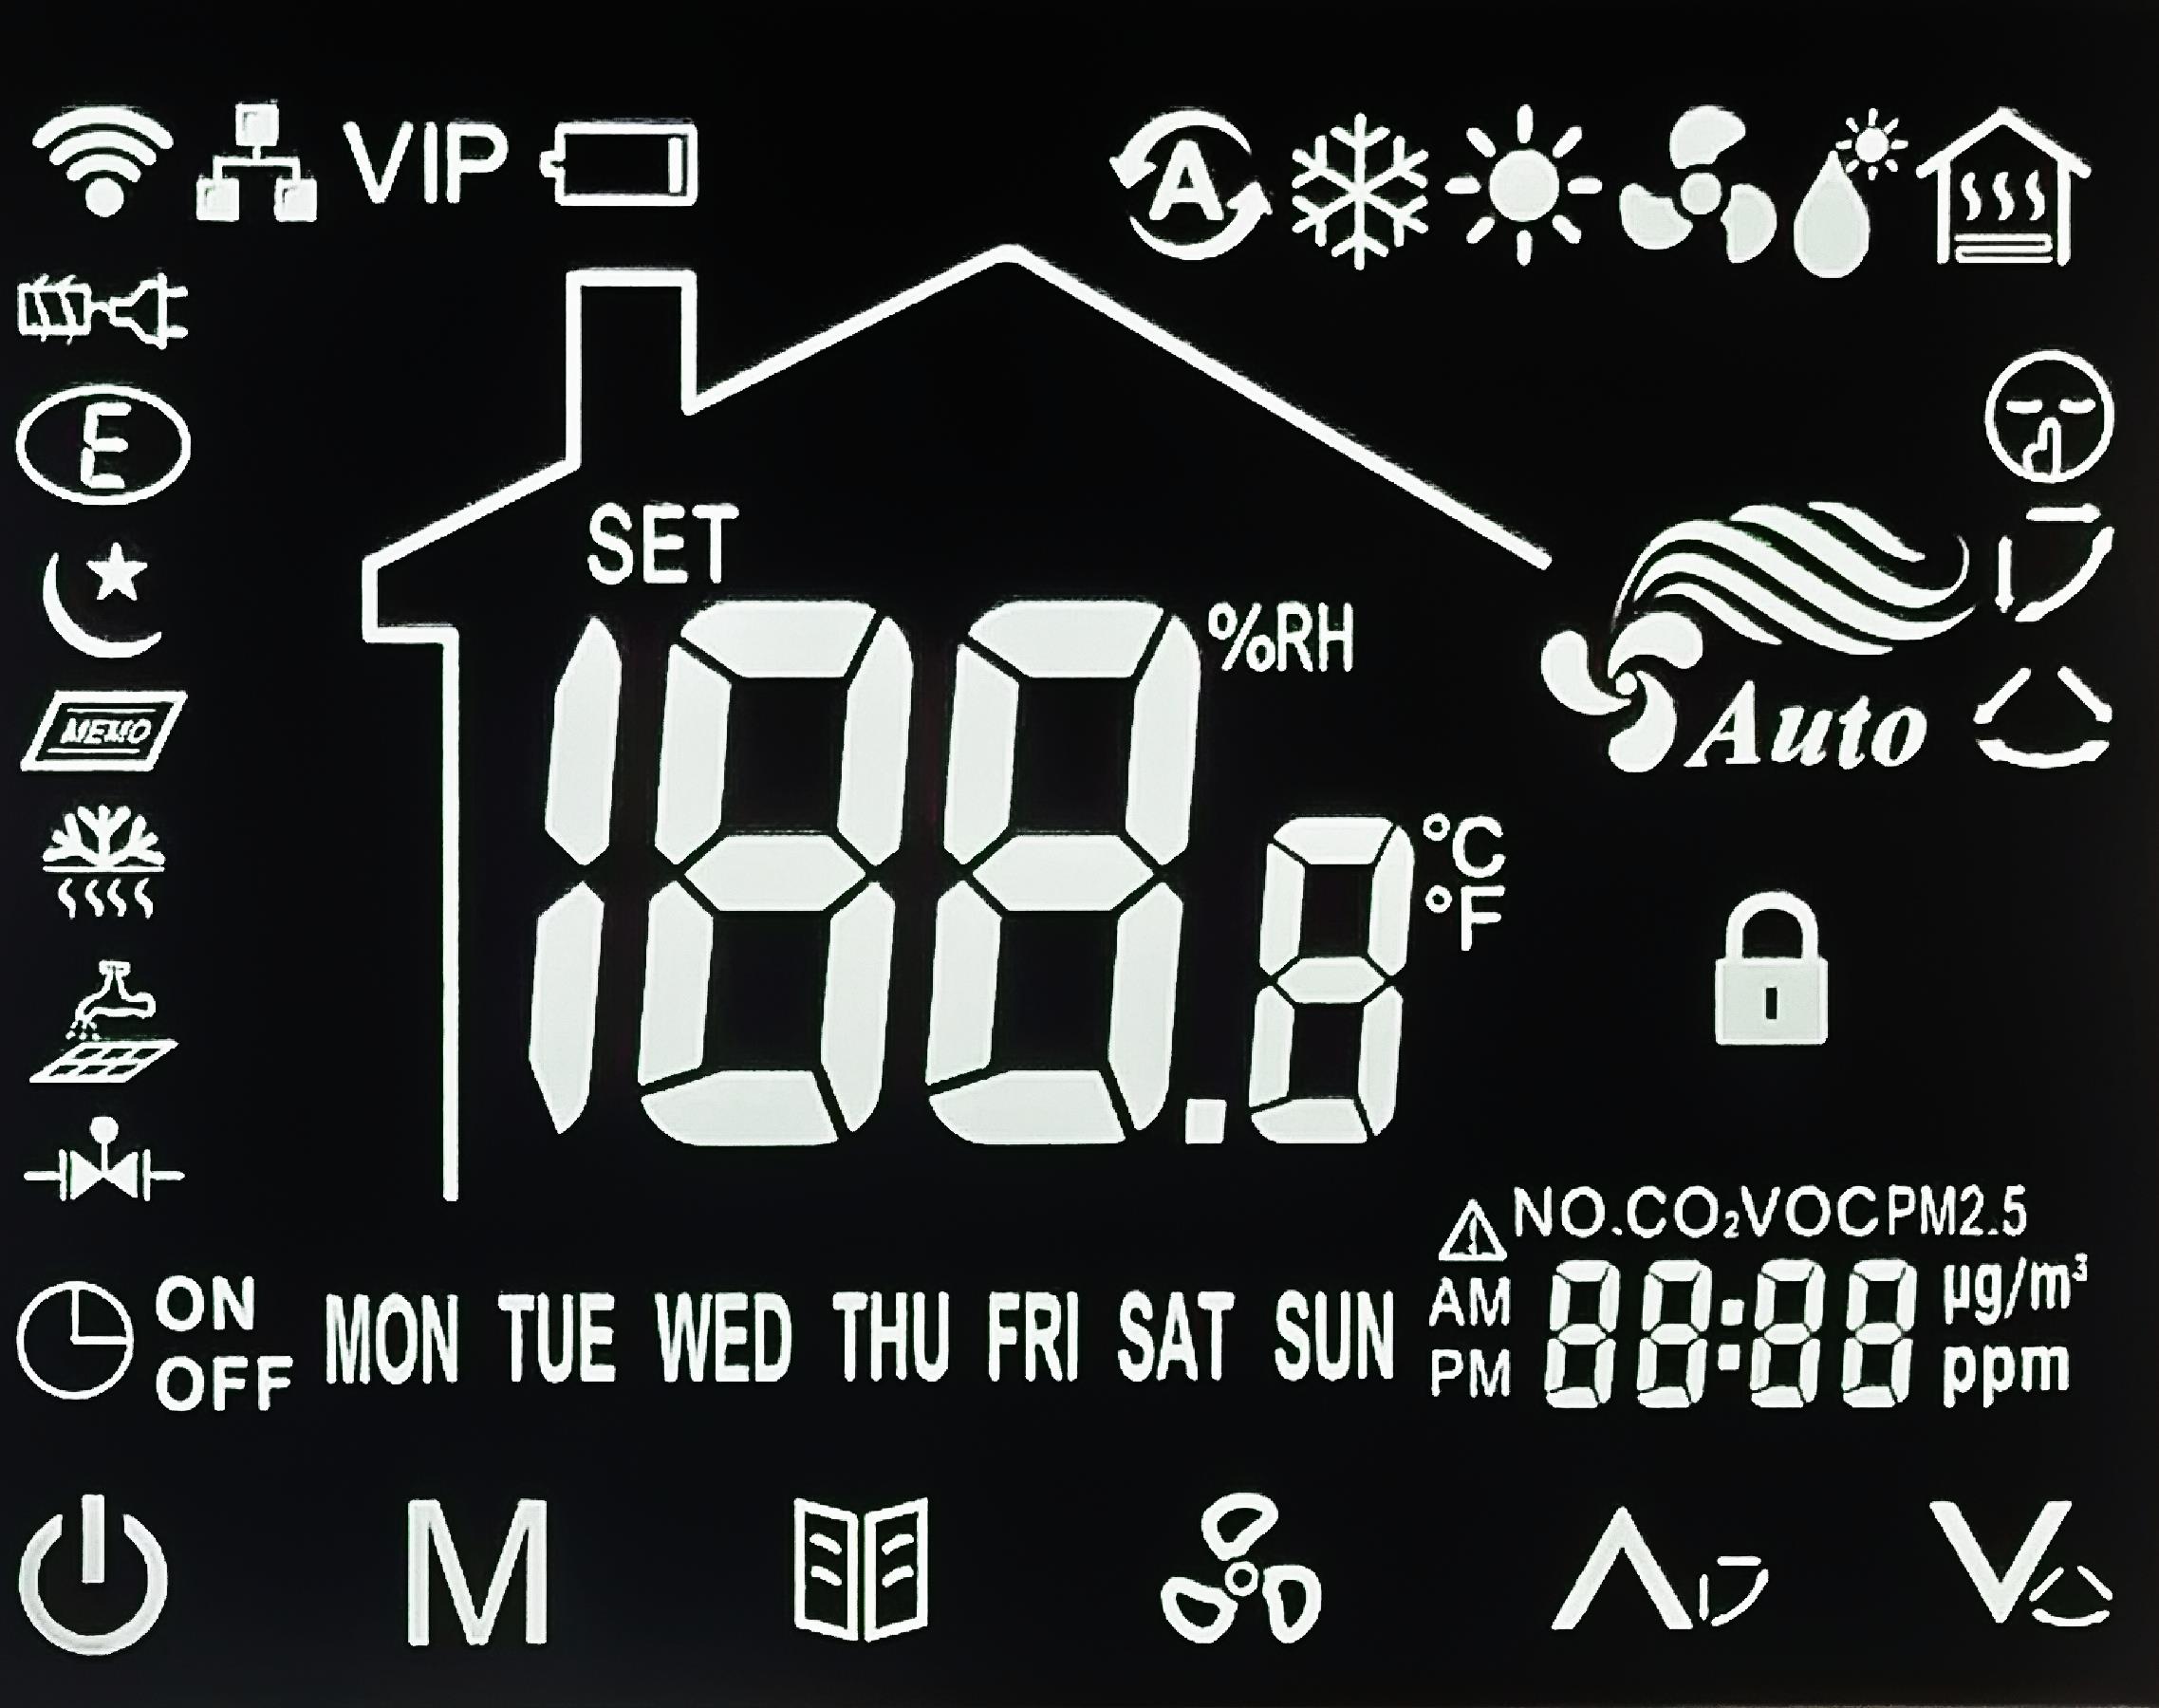 VIP
A
E
SET
%RH
188.8
°C
°F
Auto
MEMO
NO.CO₂VOCPM2.5
ON
OFF
MON TUE WED THU FRI SAT SUN
AM
PM
88:88
µg/m³
ppm
M